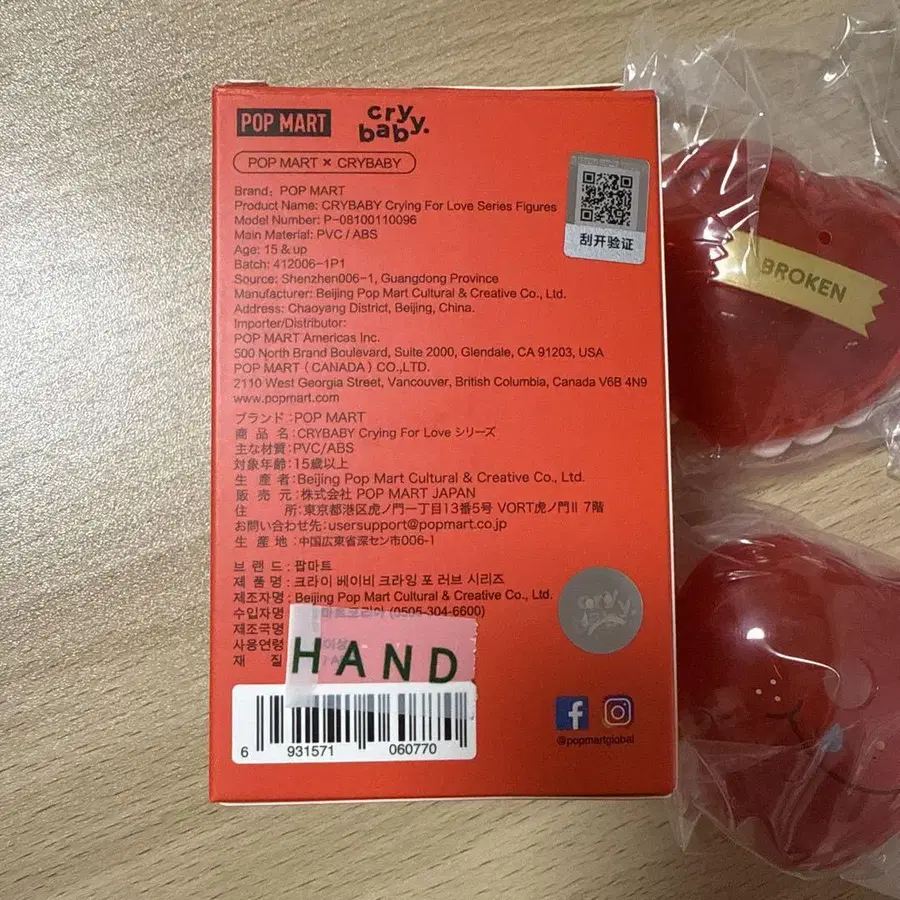 POP MART
cry baby.
POP MART × CRYBABY
Brand: POP MART
Product Name: CRYBABY Crying For Love Series Figures
Model Number: P-08100110096
Main Material: PVC / ABS
Age: 15 & up
Batch: 412006-1P1
Source: Shenzhen006-1, Guangdong Province
Manufacturer: Beijing Pop Mart Cultural & Creative Co., Ltd.
Address: Chaoyang District, Beijing, China.
Importer/Distributor:
POP MART Americas Inc.
500 North Brand Boulevard, Suite 2000, Glendale, CA 91203, USA
POP MART (CANADA) CO.,LTD.
2110 West Georgia Street, Vancouver, British Columbia, Canada V6B 4N9
www.popmart.com
刮开验证
BROKEN
ブランド:POP MART
商 品 名:CRYBABY Crying For Love シリーズ
主な材質:PVC/ABS
対象年齢:15歳以上
生 産 者:Beijing Pop Mart Cultural & Creative Co., Ltd.
販 売 元:株式会社 POP MART JAPAN
住 所:東京都港区虎ノ門一丁目13番5号 VORT虎ノ門II 7階
お問い合わせ先:usersupport@popmart.co.jp
生 産 地:中国広東省深セン市006-1
브 랜 드 : 팝마트
제 품 명 : 크라이 베이비 크라잉 포 러브 시리즈
제조자명 : Beijing Pop Mart Cultural & Creative Co., Ltd.
수입자명 마트코리아 (0505-304-6600)
제조국명
사용연령 이상
재 질
HAND
cry baby.
6 931571 060770
@popmartglobal